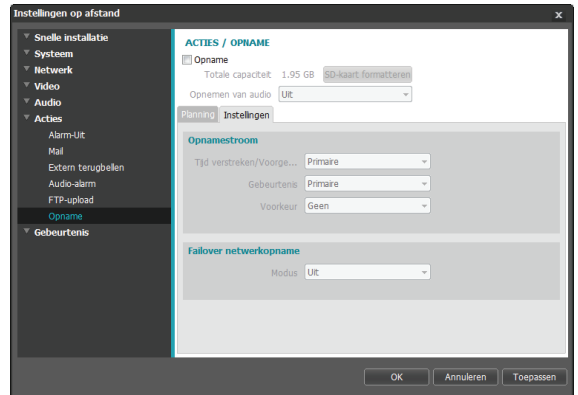 Instellingen op afstand
x
Snelle installatie
Systeem
Netwerk
Video
Audio
Acties
Alarm-Uit
Mail
Extern terugbellen
Audio-alarm
FTP-upload
Opname
Gebeurtenis
ACTIES / OPNAME
Opname
Totale capaciteit 1.95 GB SD-kaart formatteren
Opnemen van audio Uit
Planning Instellingen
Opnamestroom
Tijd verstreken/Voorge... Primaire
Gebeurtenis Primaire
Voorkeur Geen
Failover netwerkopname
Modus Uit
OK Annuleren Toepassen